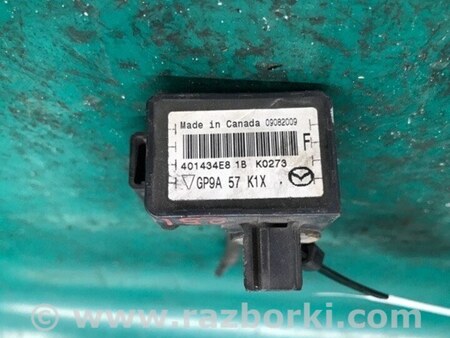 Made in Canada 09082009
F
401434E8 1B K0273
GP9A 57 K1X
© www.razborki.com